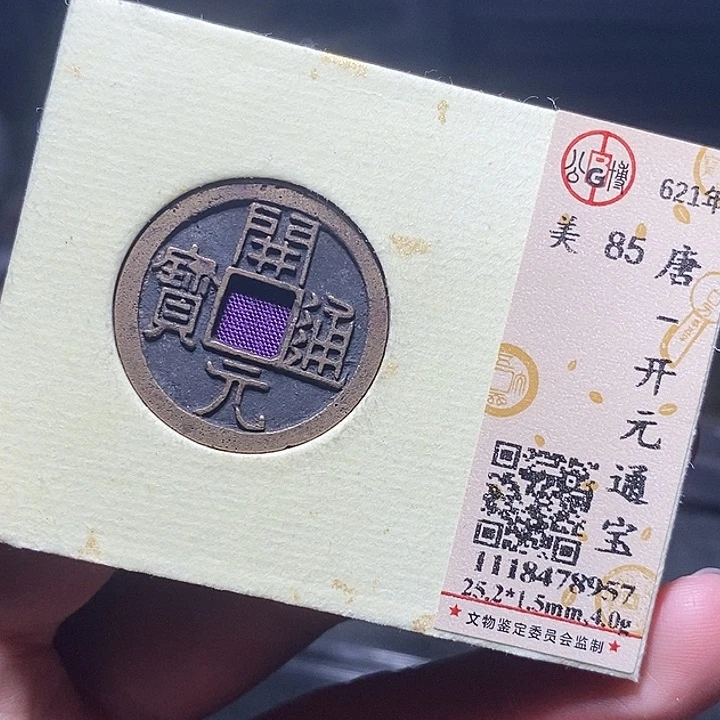 開元通寶
公博
G
621年
美 85
唐-开元通宝
1118478957
25.2*1.5mm,4.0g
★文物鉴定委员会监制★